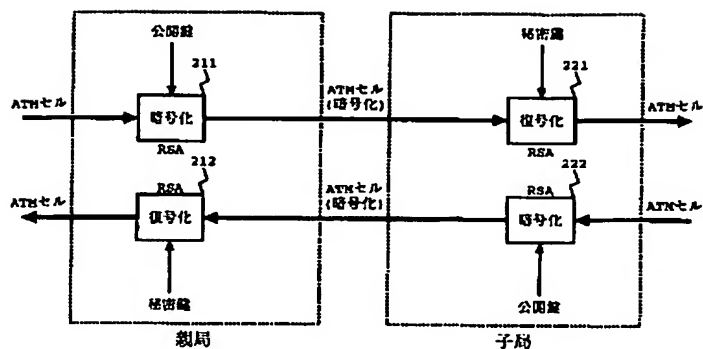 公開鍵
秘密鍵
211
221
ATMセル
ATMセル
(暗号化)
ATMセル
暗号化
復号化
RSA
RSA
212
222
RSA
ATMセル
RSA
ATMセル
ATMセル
(暗号化)
復号化
暗号化
秘密鍵
公開鍵
親局
子局